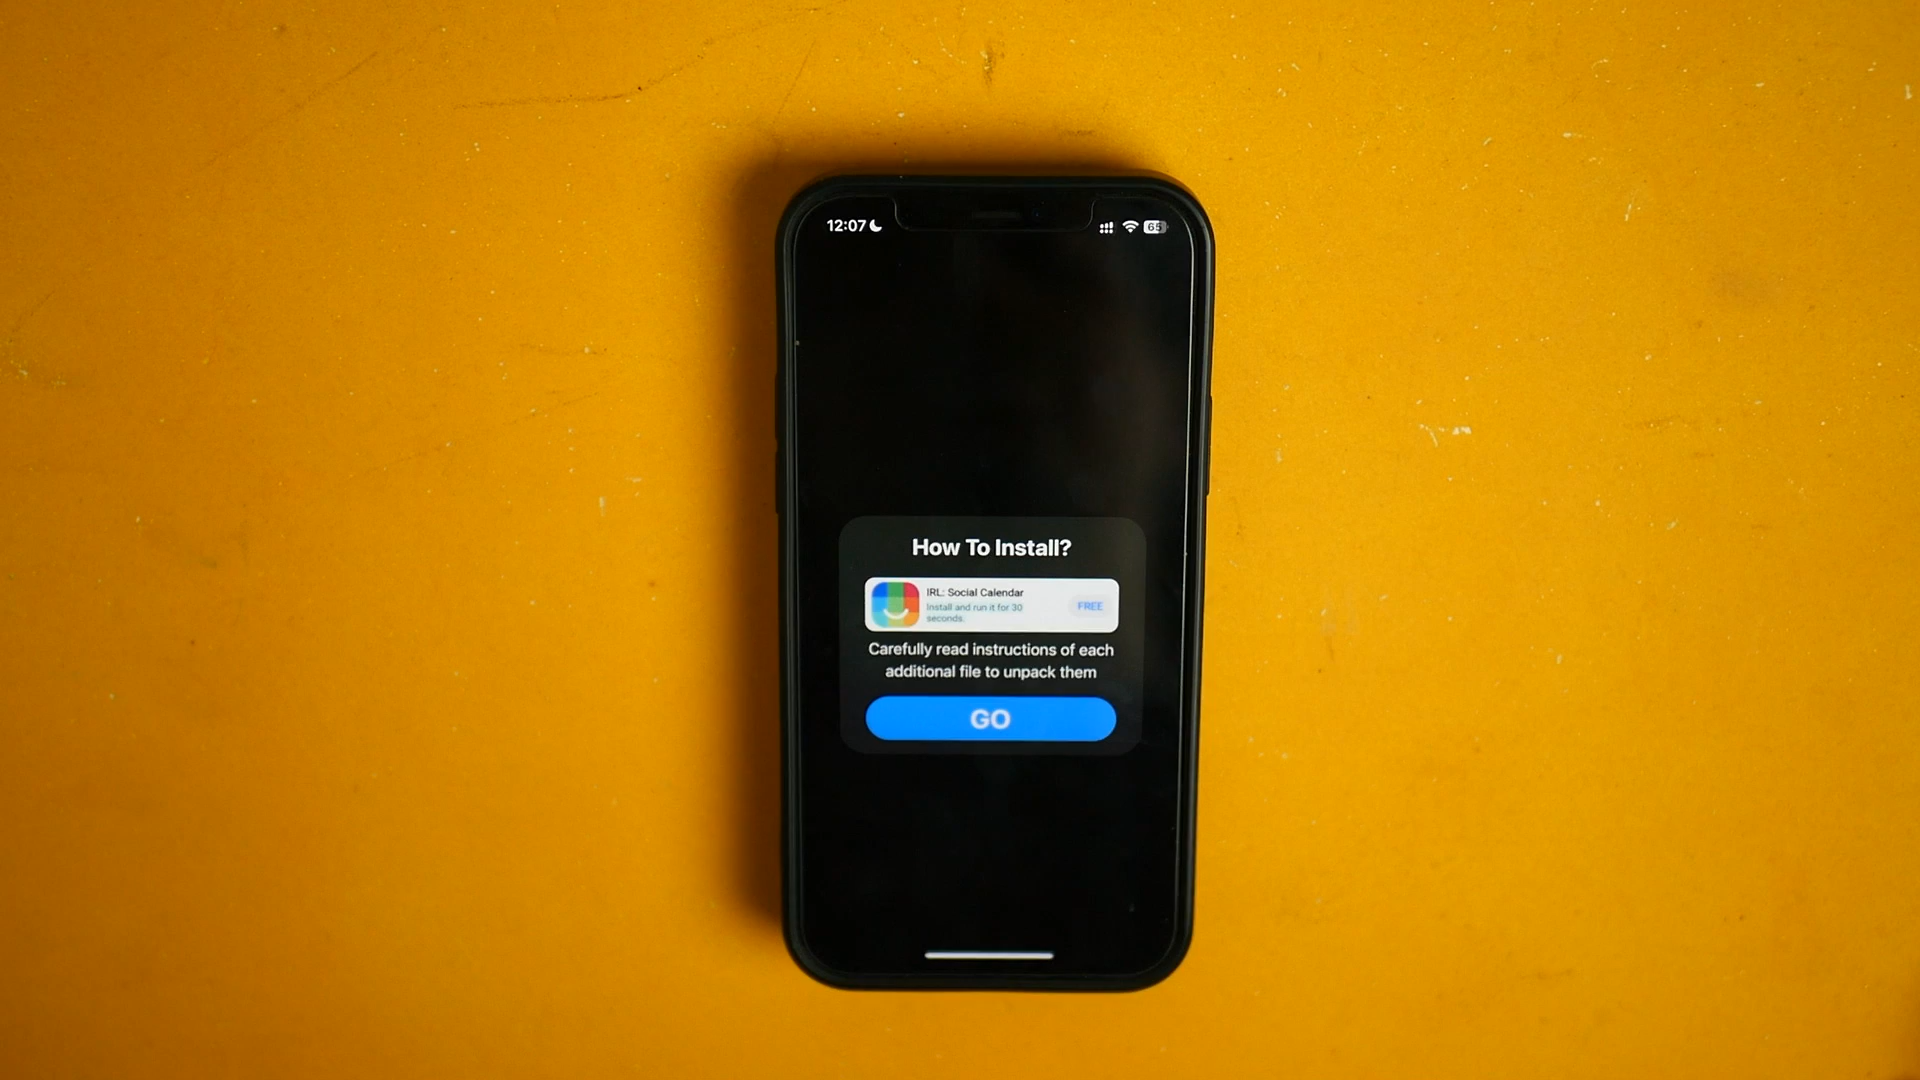 12:07
65
How To Install?
IRL: Social Calendar
Install and run it for 30
seconds.
FREE
Carefully read instructions of each
additional file to unpack them
GO